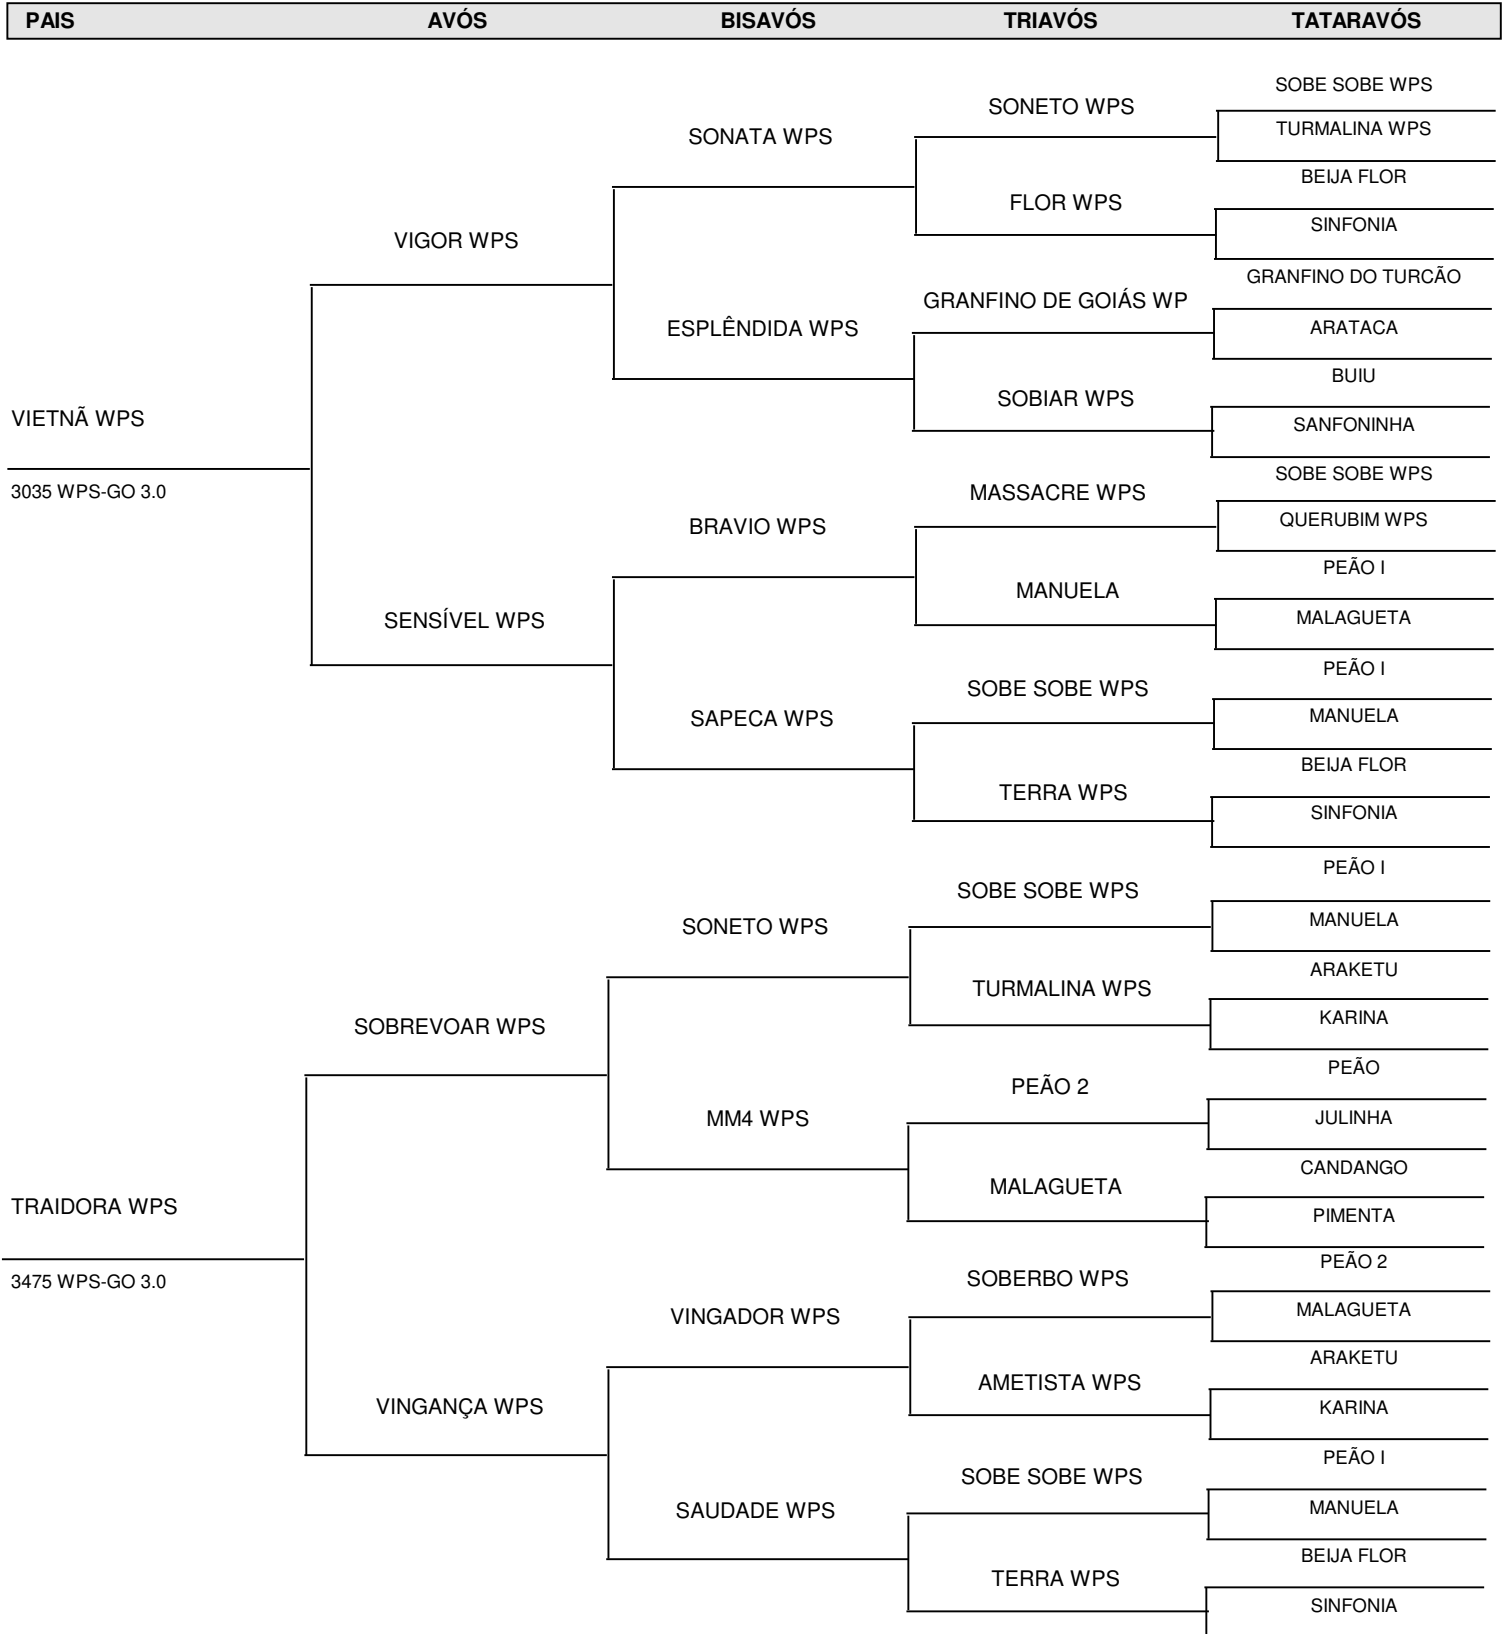 PAIS AVÓS BISAVÓS TRIAVÓS TATARAVÓS
SOBE SOBE WPS
SONETO WPS
TURMALINA WPS
SONATA WPS
BEIJA FLOR
FLOR WPS
SINFONIA
VIGOR WPS
GRANFINO DO TURCÃO
GRANFINO DE GOIÁS WP
ARATACA
ESPLÊNDIDA WPS
BUIU
SOBIAR WPS
SANFONINHA
VIETNÃ WPS
3035 WPS-GO 3.0
SOBE SOBE WPS
MASSACRE WPS
QUERUBIM WPS
BRAVIO WPS
PEÃO I
MANUELA
MALAGUETA
SENSÍVEL WPS
PEÃO I
SOBE SOBE WPS
MANUELA
SAPECA WPS
BEIJA FLOR
TERRA WPS
SINFONIA
PEÃO I
SOBE SOBE WPS
MANUELA
SONETO WPS
ARAKETU
TURMALINA WPS
KARINA
SOBREVOAR WPS
PEÃO
PEÃO 2
JULINHA
MM4 WPS
CANDANGO
MALAGUETA
PIMENTA
TRAIDORA WPS
3475 WPS-GO 3.0
PEÃO 2
SOBERBO WPS
MALAGUETA
VINGADOR WPS
ARAKETU
AMETISTA WPS
KARINA
VINGANÇA WPS
PEÃO I
SOBE SOBE WPS
MANUELA
SAUDADE WPS
BEIJA FLOR
TERRA WPS
SINFONIA